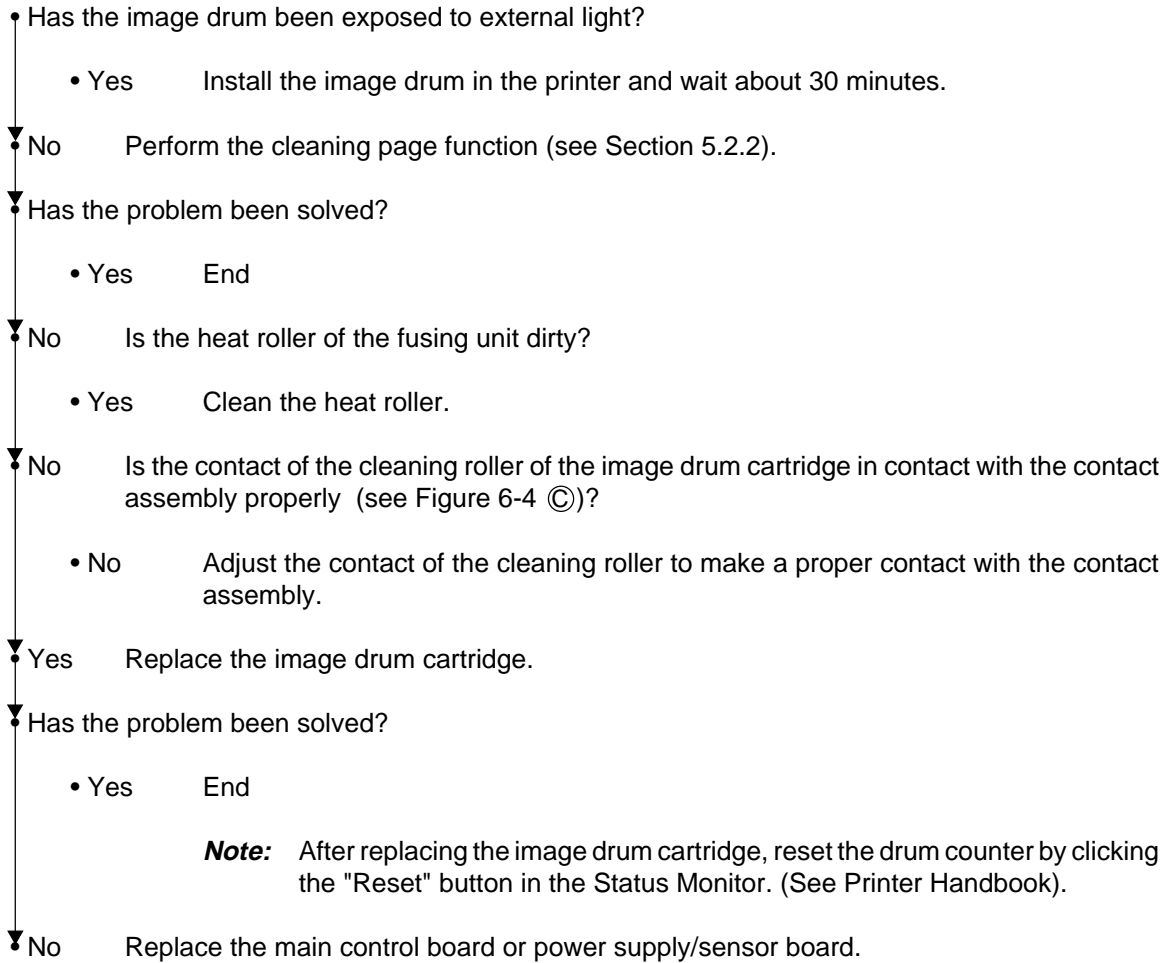 • Has the image drum been exposed to external light?
• Yes Install the image drum in the printer and wait about 30 minutes.
• No Perform the cleaning page function (see Section 5.2.2).
• Has the problem been solved?
• Yes End
• No Is the heat roller of the fusing unit dirty?
• Yes Clean the heat roller.
• No Is the contact of the cleaning roller of the image drum cartridge in contact with the contact
assembly properly (see Figure 6-4 Ⓒ)?
• No Adjust the contact of the cleaning roller to make a proper contact with the contact
assembly.
• Yes Replace the image drum cartridge.
• Has the problem been solved?
• Yes End
Note: After replacing the image drum cartridge, reset the drum counter by clicking
the "Reset" button in the Status Monitor. (See Printer Handbook).
• No Replace the main control board or power supply/sensor board.